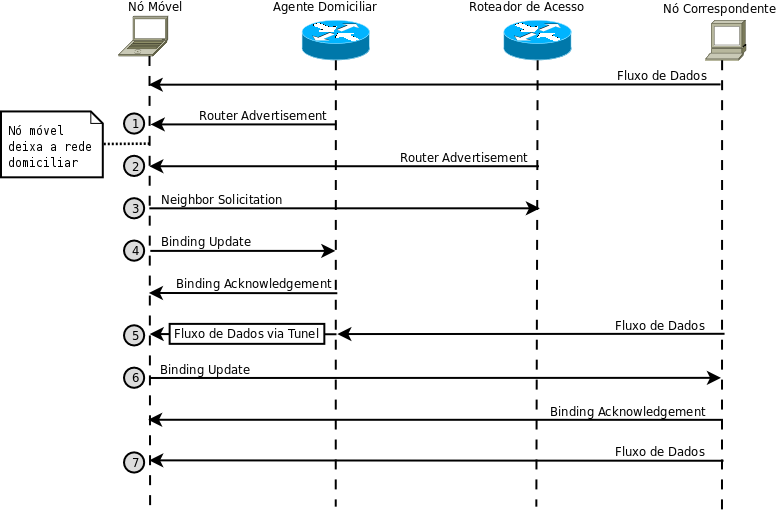 Nó Móvel
Agente Domiciliar
Roteador de Acesso
Nó Correspondente
Fluxo de Dados
1
Router Advertisement
Nó móvel
deixa a rede
domiciliar
2
Router Advertisement
3
Neighbor Solicitation
4
Binding Update
Binding Acknowledgement
5
Fluxo de Dados via Tunel
Fluxo de Dados
6
Binding Update
Binding Acknowledgement
7
Fluxo de Dados